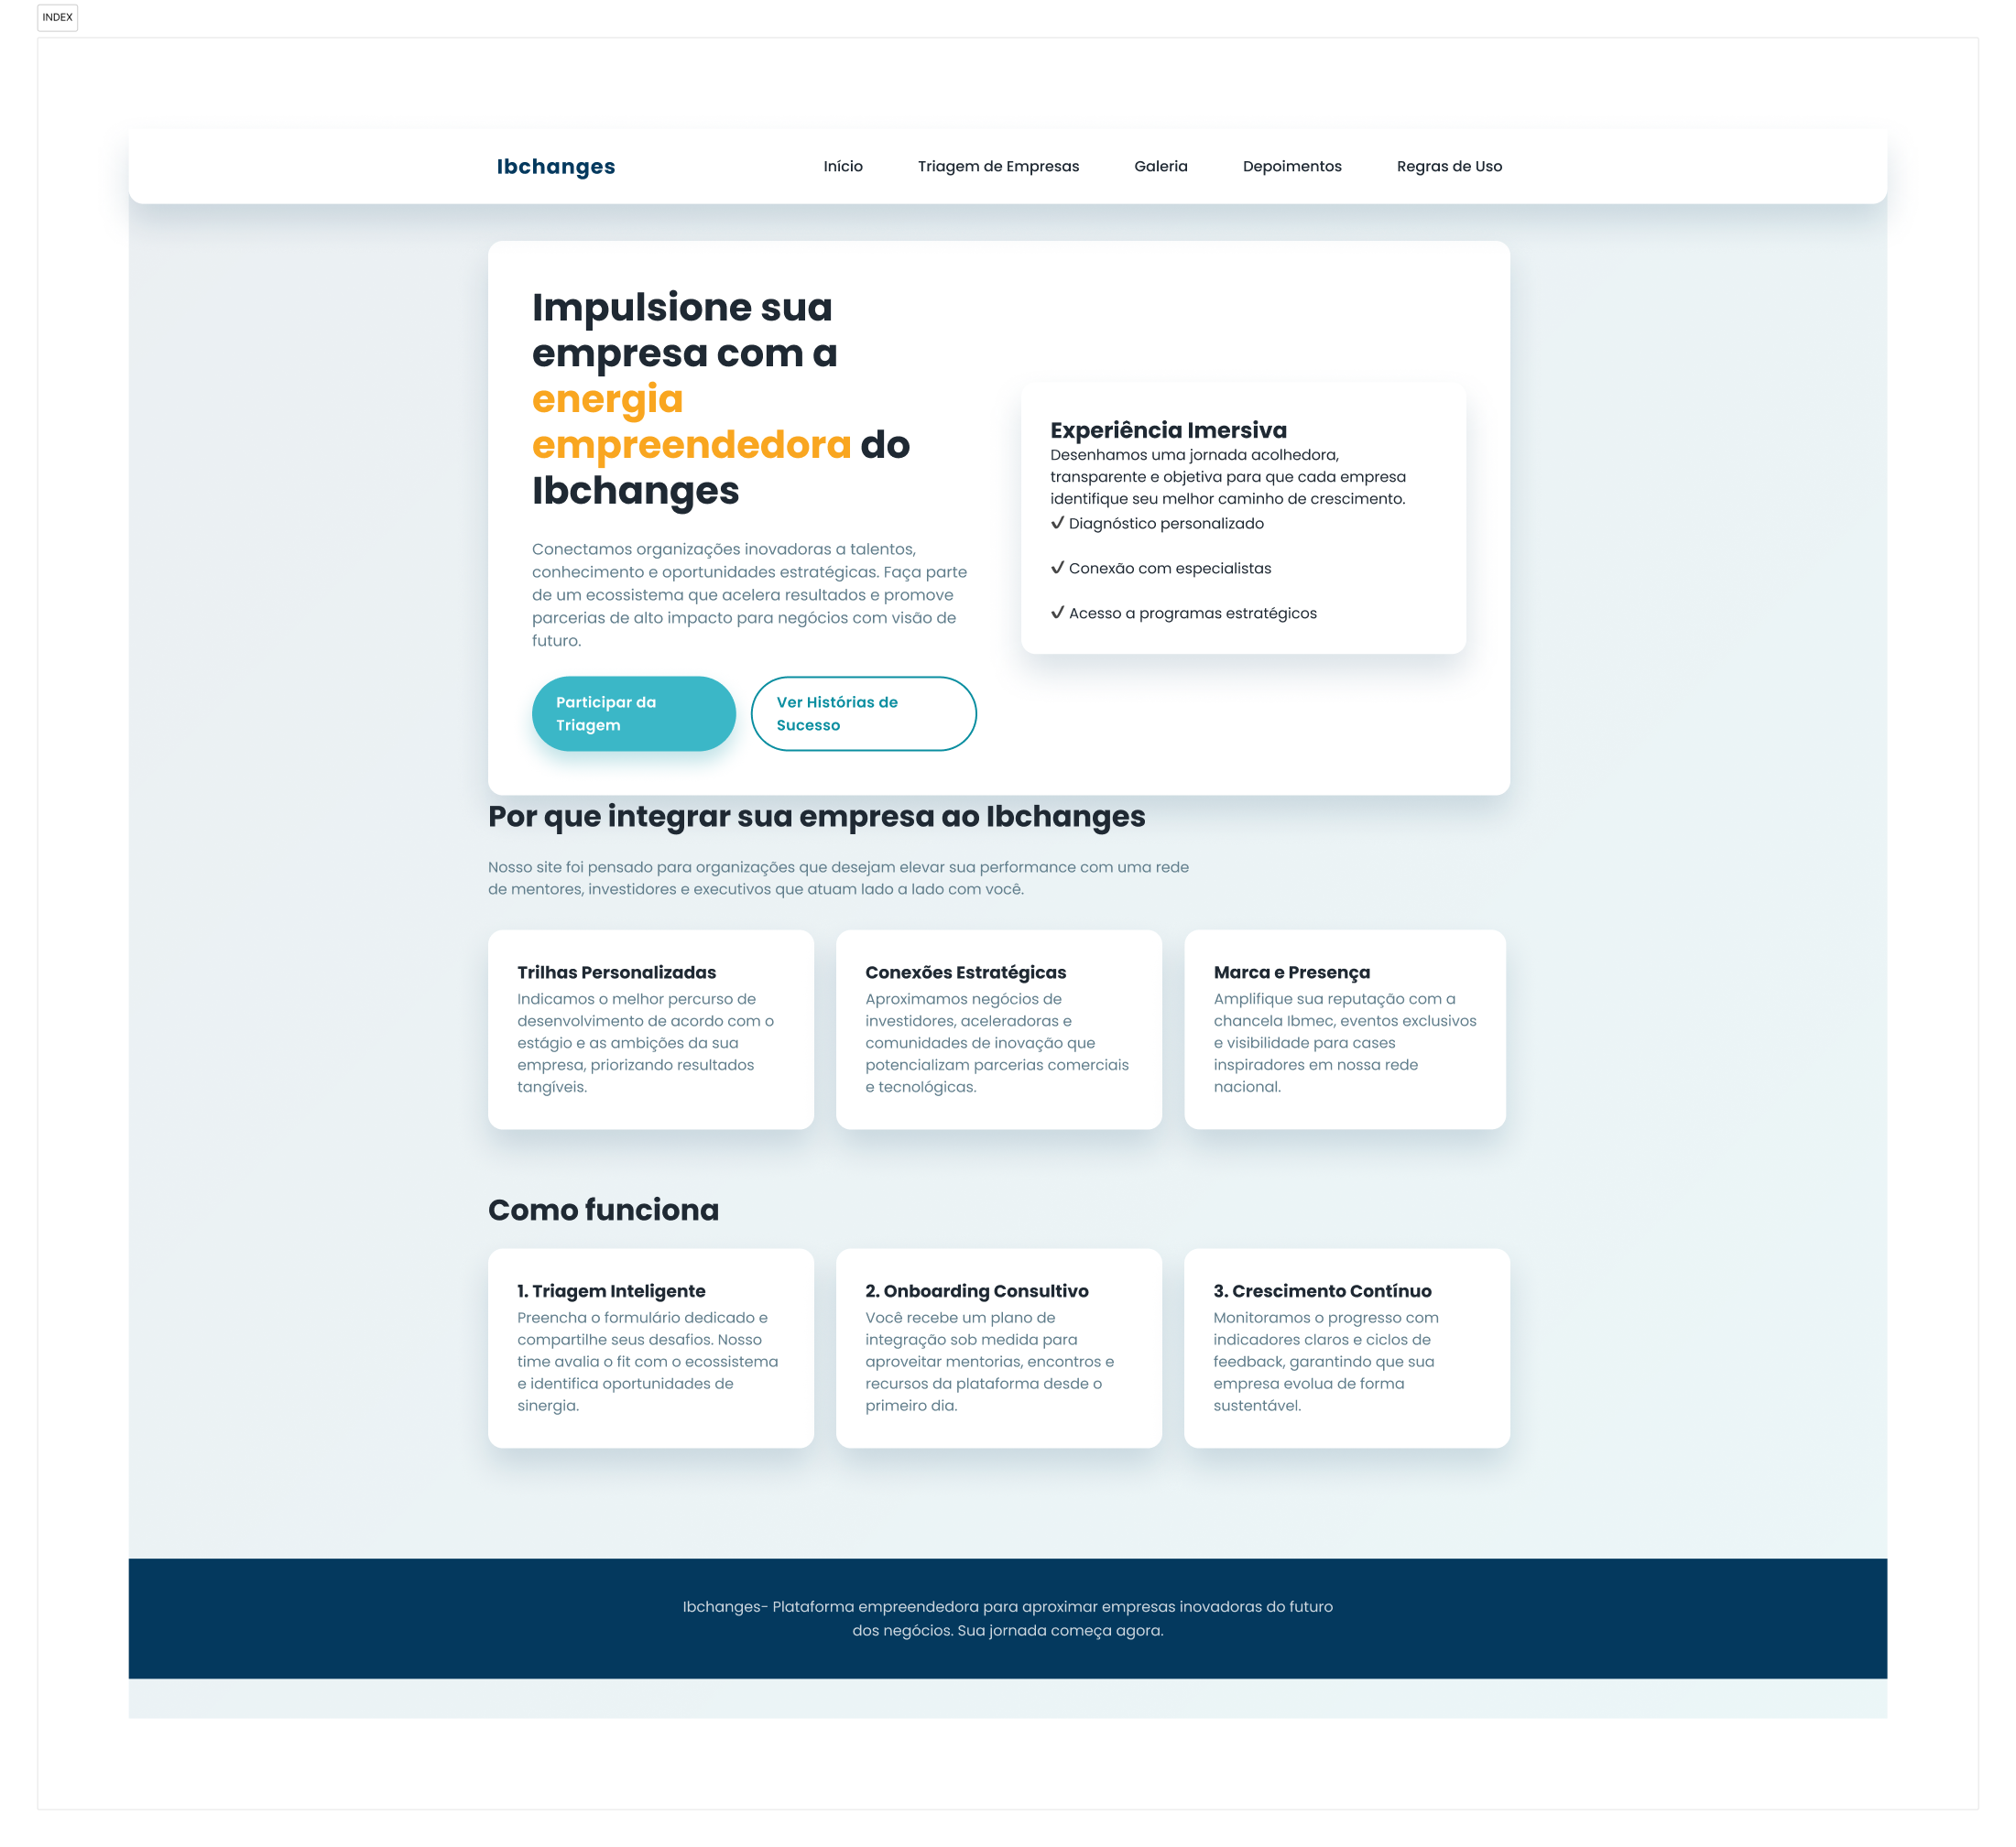 INDEX
Ibchanges
Início
Triagem de Empresas
Galeria
Depoimentos
Regras de Uso
Impulsione sua
empresa com a
energia
empreendedora do
Ibchanges
Conectamos organizações inovadoras a talentos,
conhecimento e oportunidades estratégicas. Faça parte
de um ecossistema que acelera resultados e promove
parcerias de alto impacto para negócios com visão de
futuro.
Participar da
Triagem
Ver Histórias de
Sucesso
Experiência Imersiva
Desenhamos uma jornada acolhedora,
transparente e objetiva para que cada empresa
identifique seu melhor caminho de crescimento.
✓ Diagnóstico personalizado
✓ Conexão com especialistas
✓ Acesso a programas estratégicos
Por que integrar sua empresa ao Ibchanges
Nosso site foi pensado para organizações que desejam elevar sua performance com uma rede
de mentores, investidores e executivos que atuam lado a lado com você.
Trilhas Personalizadas
Indicamos o melhor percurso de
desenvolvimento de acordo com o
estágio e as ambições da sua
empresa, priorizando resultados
tangíveis.
Conexões Estratégicas
Aproximamos negócios de
investidores, aceleradoras e
comunidades de inovação que
potencializam parcerias comerciais
e tecnológicas.
Marca e Presença
Amplifique sua reputação com a
chancela Ibmec, eventos exclusivos
e visibilidade para cases
inspiradores em nossa rede
nacional.
Como funciona
1. Triagem Inteligente
Preencha o formulário dedicado e
compartilhe seus desafios. Nosso
time avalia o fit com o ecossistema
e identifica oportunidades de
sinergia.
2. Onboarding Consultivo
Você recebe um plano de
integração sob medida para
aproveitar mentorias, encontros e
recursos da plataforma desde o
primeiro dia.
3. Crescimento Contínuo
Monitoramos o progresso com
indicadores claros e ciclos de
feedback, garantindo que sua
empresa evolua de forma
sustentável.
Ibchanges- Plataforma empreendedora para aproximar empresas inovadoras do futuro
dos negócios. Sua jornada começa agora.